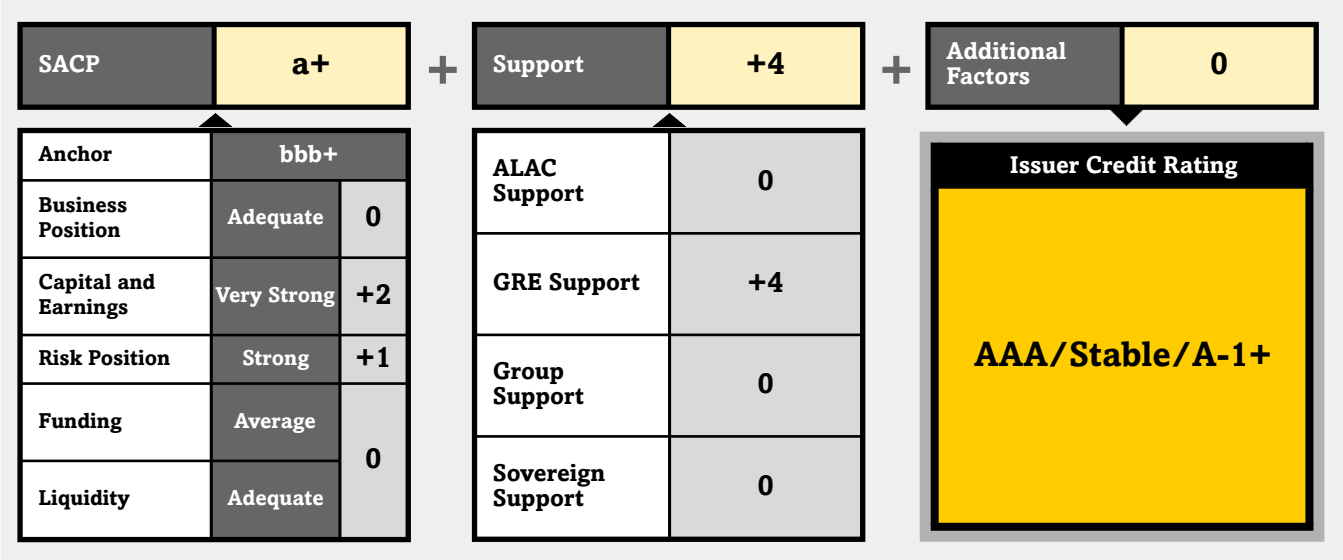 SACP
a+
+
Support
+4
+
Additional
Factors
0
Anchor
bbb+
Business
Position
Adequate
0
Capital and
Earnings
Very Strong
+2
Risk Position
Strong
+1
Funding
Average
0
Liquidity
Adequate
ALAC
Support
0
GRE Support
+4
Group
Support
0
Sovereign
Support
0
Issuer Credit Rating
AAA/Stable/A-1+